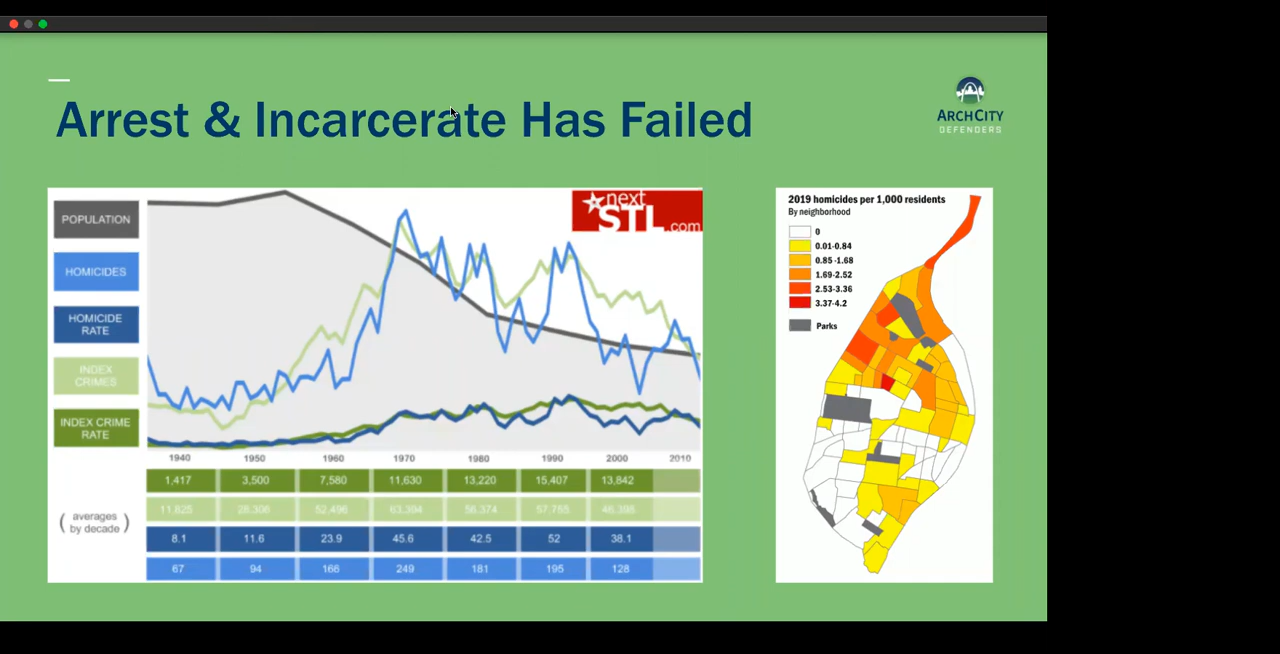 Arrest & Incarcerate Has Failed
ARCHCITY
DEFENDERS
POPULATION
HOMICIDES
HOMICIDE
RATE
INDEX
CRIMES
INDEX CRIME
RATE
next
STL.com
1940 1950 1960 1970 1980 1990 2000 2010
( averages
by decade )
1,417 3,500 7,580 11,630 13,220 15,407 13,842
11,825 28,308 52,496 63,394 56,374 57,755 46,398
8.1 11.6 23.9 45.6 42.5 52 38.1
67 94 166 249 181 195 128
2019 homicides per 1,000 residents
By neighborhood
0
0.01-0.84
0.85-1.68
1.69-2.52
2.53-3.36
3.37-4.2
Parks